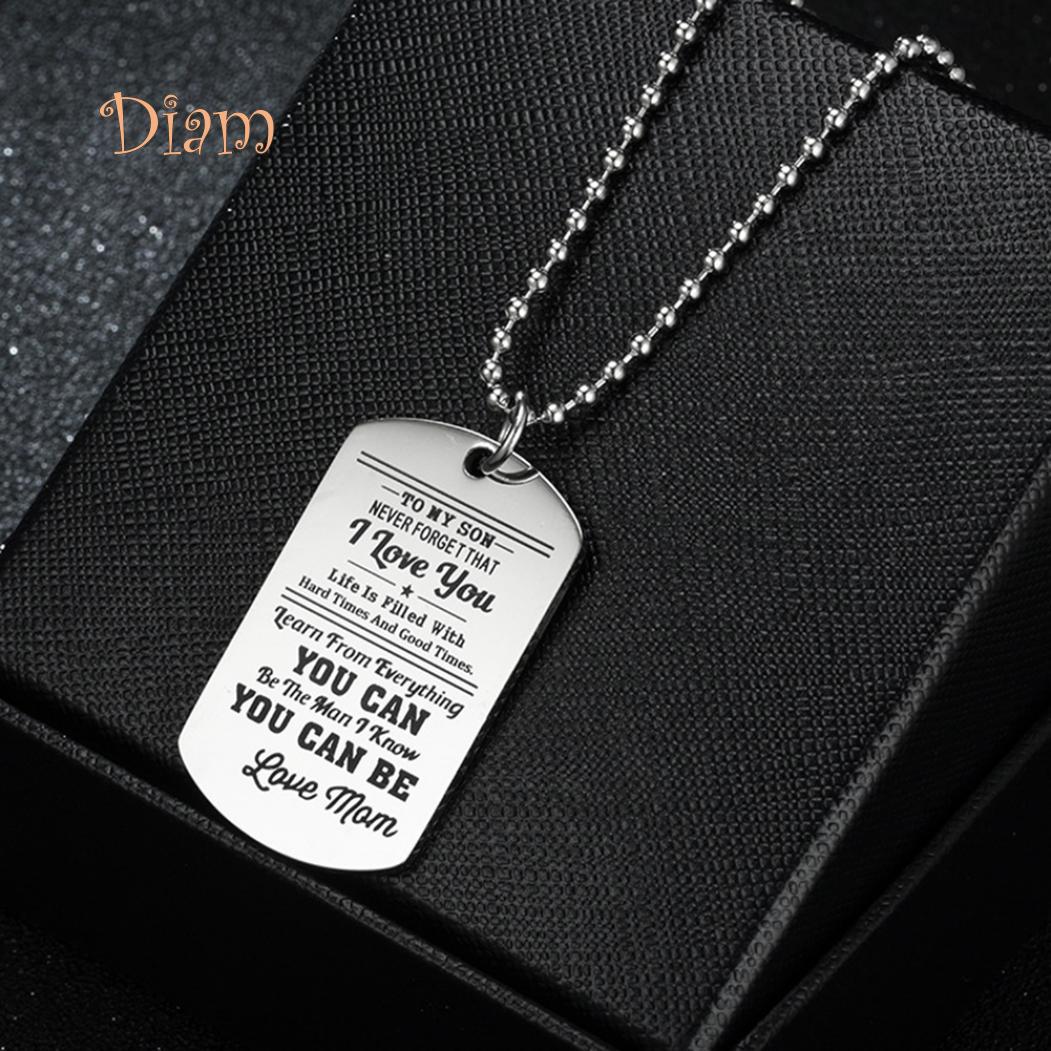 Diam
TO MY SON
NEVER FORGET THAT
I Love You
Life Is Filled With
Hard Times And Good Times.
Learn From Everything
YOU CAN
Be The Man I Know
YOU CAN BE
Love Mom